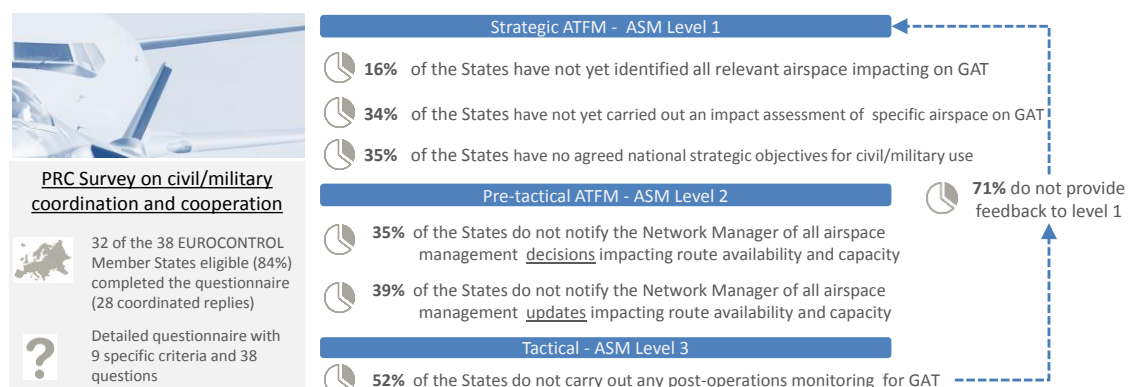 PRC Survey on civil/military
coordination and cooperation
32 of the 38 EUROCONTROL
Member States eligible (84%)
completed the questionnaire
(28 coordinated replies)
Detailed questionnaire with
9 specific criteria and 38
questions
Strategic ATFM - ASM Level 1
16% of the States have not yet identified all relevant airspace impacting on GAT
34% of the States have not yet carried out an impact assessment of specific airspace on GAT
35% of the States have no agreed national strategic objectives for civil/military use
Pre-tactical ATFM - ASM Level 2
35% of the States do not notify the Network Manager of all airspace
management decisions impacting route availability and capacity
39% of the States do not notify the Network Manager of all airspace
management updates impacting route availability and capacity
Tactical - ASM Level 3
52% of the States do not carry out any post-operations monitoring for GAT
71% do not provide
feedback to level 1